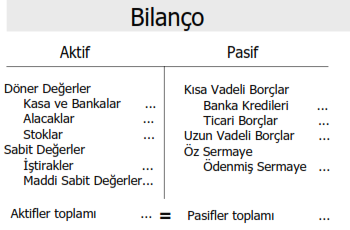 Bilanço
Aktif
Döner Değerler
Kasa ve Bankalar ...
Alacaklar ...
Stoklar ...
Sabit Değerler
İştirakler ...
Maddi Sabit Değerler...
Aktifler toplamı ... =
Pasif
Kısa Vadeli Borçlar
Banka Kredileri ...
Ticari Borçlar ...
Uzun Vadeli Borçlar ...
Öz Sermaye
Ödenmiş Sermaye ...
Pasifler toplamı ...